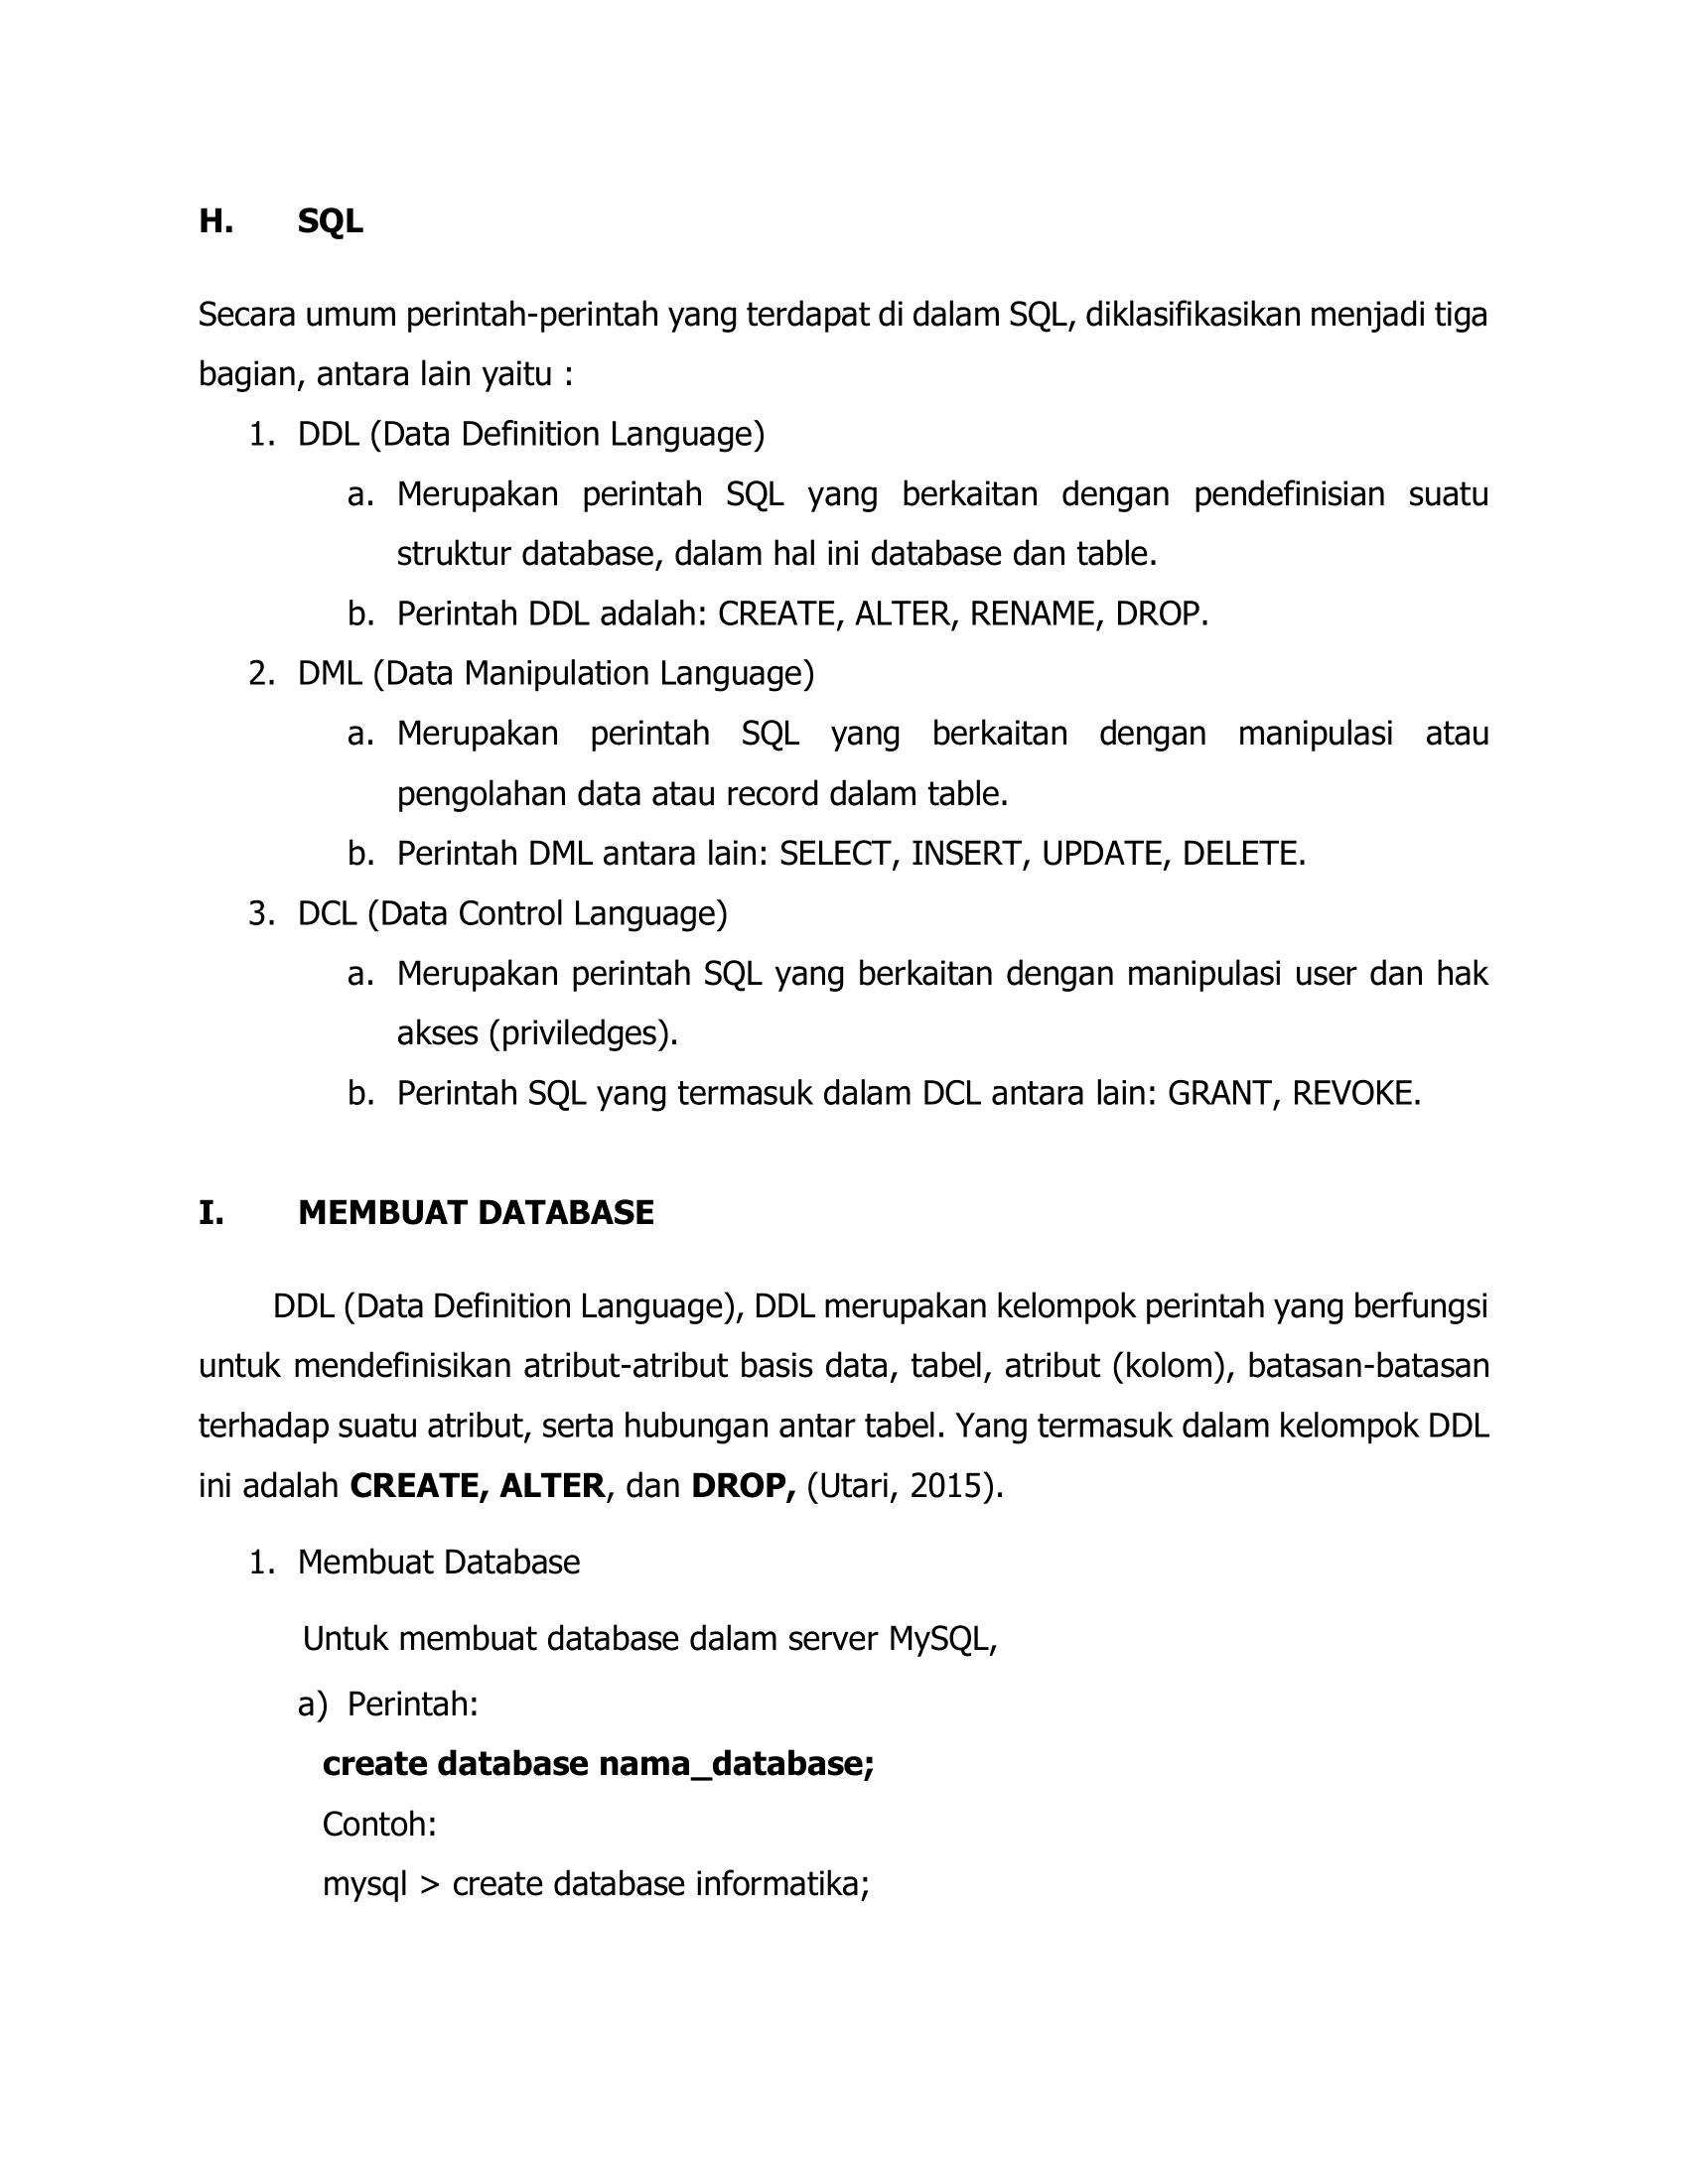 H. SQL
Secara umum perintah-perintah yang terdapat di dalam SQL, diklasifikasikan menjadi tiga
bagian, antara lain yaitu :
1. DDL (Data Definition Language)
a. Merupakan perintah SQL yang berkaitan dengan pendefinisian suatu
struktur database, dalam hal ini database dan table.
b. Perintah DDL adalah: CREATE, ALTER, RENAME, DROP.
2. DML (Data Manipulation Language)
a. Merupakan perintah SQL yang berkaitan dengan manipulasi atau
pengolahan data atau record dalam table.
b. Perintah DML antara lain: SELECT, INSERT, UPDATE, DELETE.
3. DCL (Data Control Language)
a. Merupakan perintah SQL yang berkaitan dengan manipulasi user dan hak
akses (priviledges).
b. Perintah SQL yang termasuk dalam DCL antara lain: GRANT, REVOKE.
I. MEMBUAT DATABASE
DDL (Data Definition Language), DDL merupakan kelompok perintah yang berfungsi
untuk mendefinisikan atribut-atribut basis data, tabel, atribut (kolom), batasan-batasan
terhadap suatu atribut, serta hubungan antar tabel. Yang termasuk dalam kelompok DDL
ini adalah CREATE, ALTER, dan DROP, (Utari, 2015).
1. Membuat Database
Untuk membuat database dalam server MySQL,
a) Perintah:
create database nama_database;
Contoh:
mysql > create database informatika;